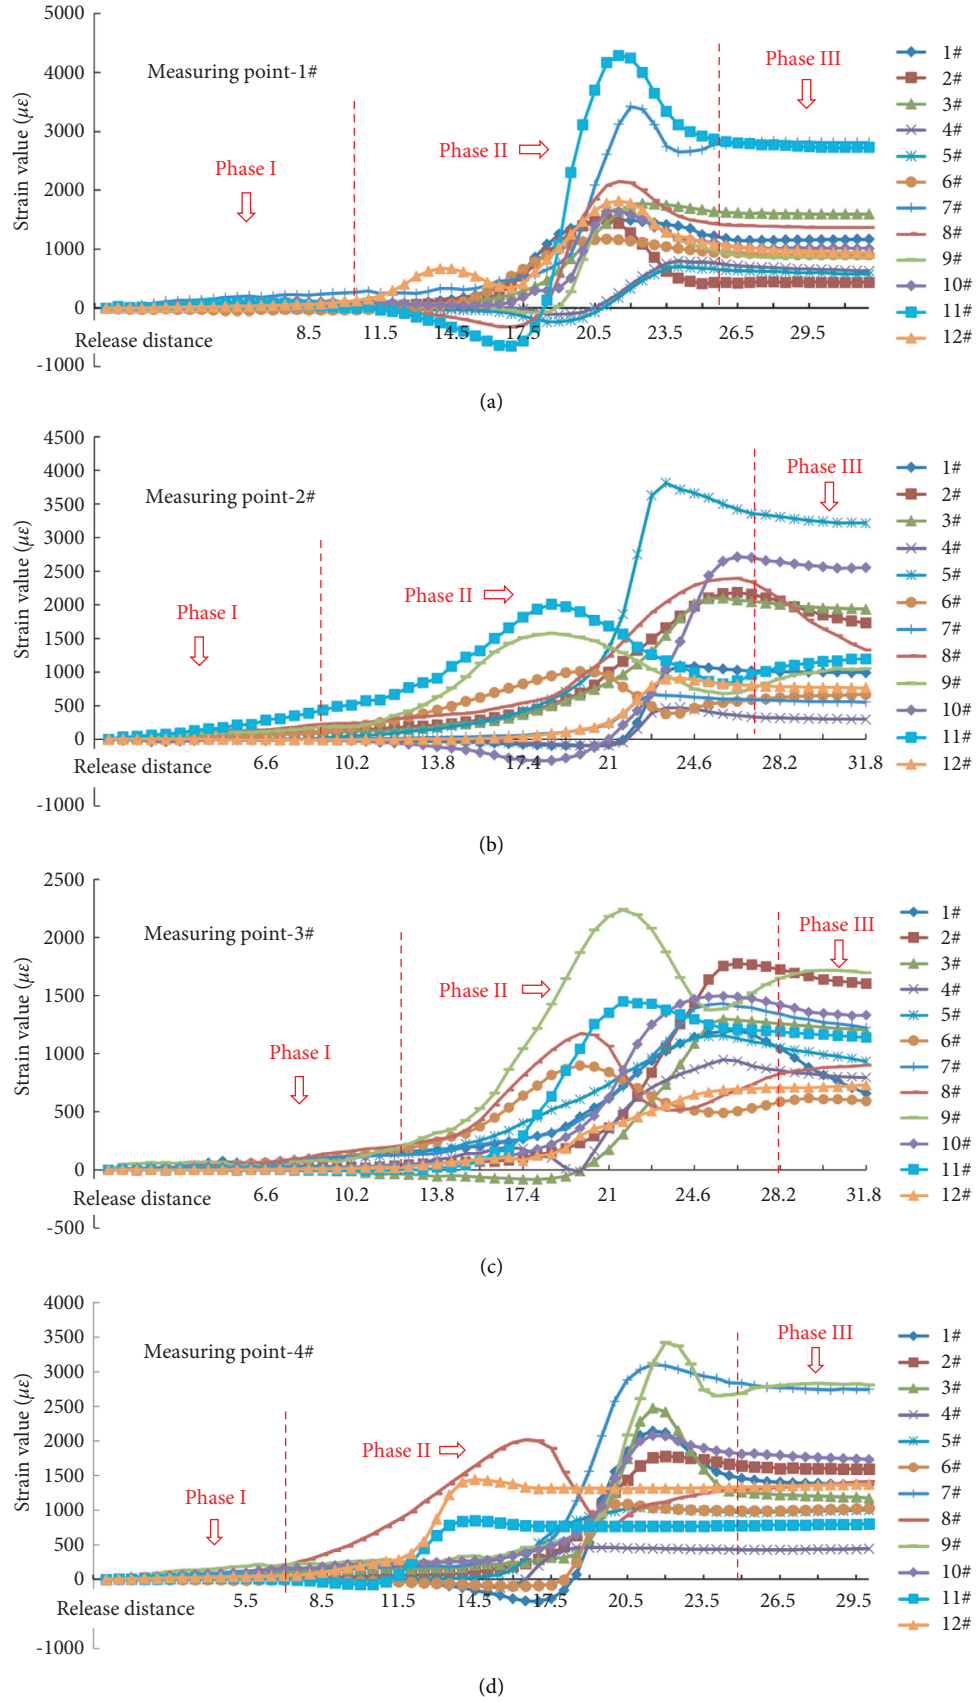 5000
4000
3000
2000
1000
0
-1000
Strain value (με)
Measuring point-1#
Phase I
Phase II
Phase III
Release distance
8.5 11.5 14.5 17.5 20.5 23.5 26.5 29.5
1#
2#
3#
4#
5#
6#
7#
8#
9#
10#
11#
12#
(a)
4500
4000
3500
3000
2500
2000
1500
1000
500
0
-1000
Strain value (με)
Measuring point-2#
Phase I
Phase II
Phase III
Release distance
6.6 10.2 13.8 17.4 21 24.6 28.2 31.8
1#
2#
3#
4#
5#
6#
7#
8#
9#
10#
11#
12#
(b)
2500
2000
1500
1000
500
0
-500
Strain value (με)
Measuring point-3#
Phase I
Phase II
Phase III
Release distance
6.6 10.2 13.8 17.4 21 24.6 28.2 31.8
1#
2#
3#
4#
5#
6#
7#
8#
9#
10#
11#
12#
(c)
4000
3500
3000
2500
2000
1500
1000
500
0
-1000
Strain value (με)
Measuring point-4#
Phase I
Phase II
Phase III
Release distance
5.5 8.5 11.5 14.5 17.5 20.5 23.5 26.5 29.5
1#
2#
3#
4#
5#
6#
7#
8#
9#
10#
11#
12#
(d)